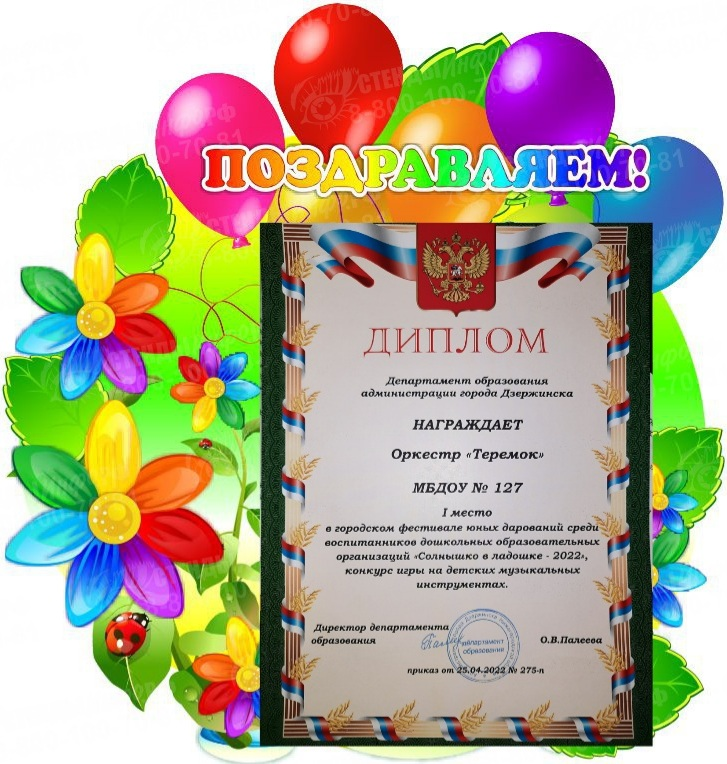 ПОЗДРАВЛЯЕМ!
ДИПЛОМ
Департамент образования
администрации города Дзержинска
НАГРАЖДАЕТ
Оркестр «Теремок»
МБДОУ № 127
I место
в городском фестивале юных дарований среди
воспитанников дошкольных образовательных
организаций «Солнышко в ладошке - 2022»,
конкурс игры на детских музыкальных
инструментах.
Директор департамента
образования
О.В.Палеева
департамент
образования
приказ от 25.04.2022 № 275-п